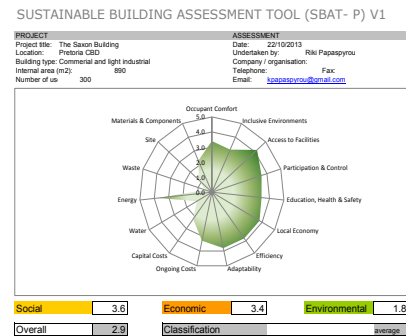 SUSTAINABLE BUILDING ASSESSMENT TOOL (SBAT- P) V1
PROJECT ASSESSMENT
Project title: The Saxon Building Date: 22/10/2013
Location: Pretoria CBD Undertaken by: Riki Papaspyrou
Building type: Commerial and light industrial Company / organisation:
Internal area (m2): 890 Telephone: Fax:
Number of us 300 Email: kpapaspyrou@gmail.com
Occupant Comfort
Materials & Components 5.0 Inclusive Environments
4.0
Site Access to Facilities
3.0
2.0
Waste Participation & Control
1.0
0.0
Energy Education, Health & Safety
Water Local Economy
Capital Costs Efficiency
Ongoing Costs Adaptability
Social 3.6 Economic 3.4 Environmental 1.8
Overall 2.9 Classification average